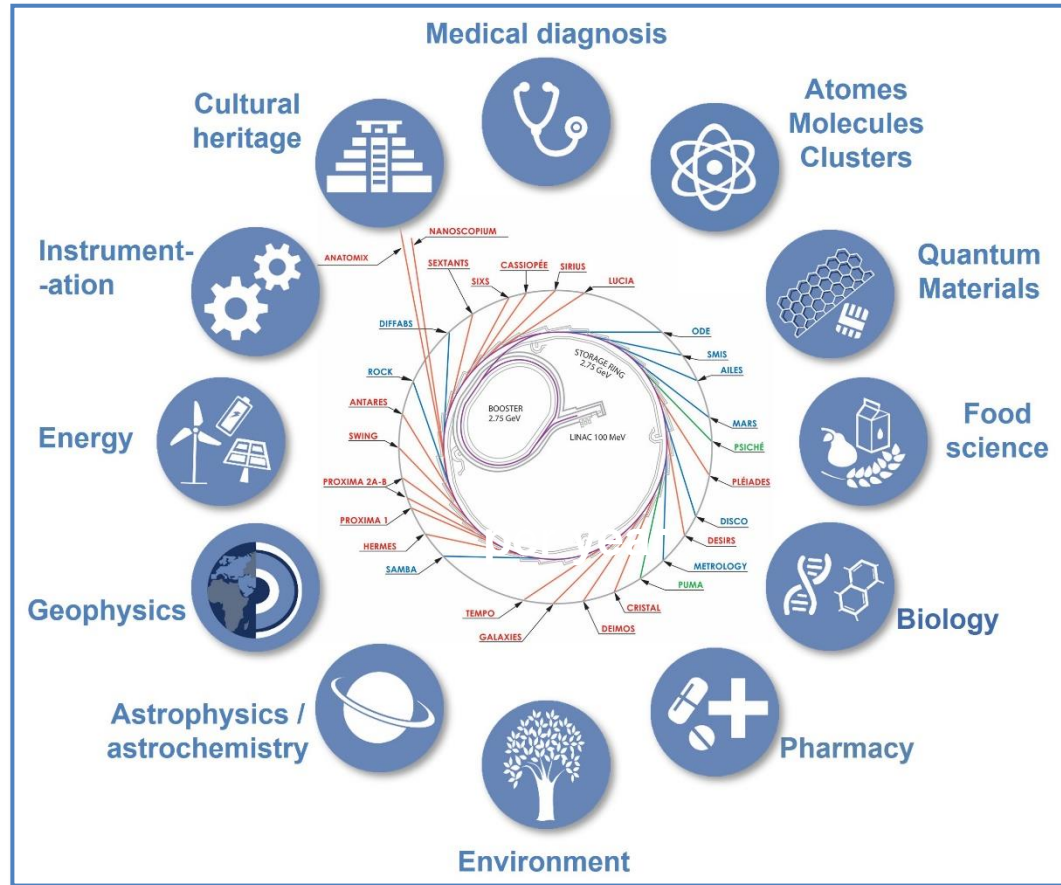 Medical diagnosis
Cultural
heritage
Atomes
Molecules
Clusters
Instrument-
-ation
Quantum
Materials
Energy
Food
science
Geophysics
Biology
Astrophysics /
astrochemistry
Pharmacy
Environment
NANOSCOPIUM
ANATOMIX
SEXTANTS
SIXS
CASSIOPÉE
SIRIUS
LUCIA
DIFFABS
ODE
SMIS
AILES
ROCK
STORAGE RING
2.75 GeV
ANTARES
MARS
BOOSTER
2.75 GeV
LINAC 100 MeV
SWING
PSICHÉ
PLÉIADES
PROXIMA 2A-B
PROXIMA 1
DISCO
HERMES
DESIRS
SAMBA
METROLOGY
PUMA
TEMPO
CRISTAL
GALAXIES
DEIMOS